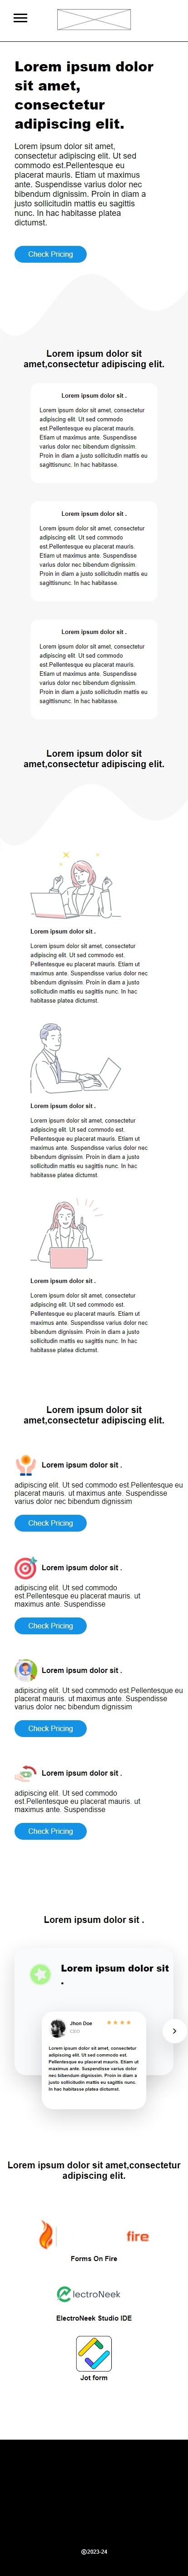 Lorem ipsum dolor
sit amet,
consectetur
adipiscing elit.
Lorem ipsum dolor sit amet,
consectetur adipiscing elit. Ut sed
commodo est.Pellentesque eu
placerat mauris. Etiam ut maximus
ante. Suspendisse varius dolor nec
bibendum dignissim. Proin in diam a
justo sollicitudin mattis eu sagittis
nunc. In hac habitasse platea
dictumst.
Check Pricing
Lorem ipsum dolor sit
amet,consectetur adipiscing elit.
Lorem ipsum dolor sit .
Lorem ipsum dolor sit amet, consectetur
adipiscing elit. Ut sed commodo
est.Pellentesque eu placerat mauris.
Etiam ut maximus ante. Suspendisse
varius dolor nec bibendum dignissim.
Proin in diam a justo sollicitudin mattis eu
sagittisnunc. In hac habitasse.
Lorem ipsum dolor sit .
Lorem ipsum dolor sit amet, consectetur
adipiscing elit. Ut sed commodo
est.Pellentesque eu placerat mauris.
Etiam ut maximus ante. Suspendisse
varius dolor nec bibendum dignissim.
Proin in diam a justo sollicitudin mattis eu
sagittisnunc. In hac habitasse.
Lorem ipsum dolor sit .
Lorem ipsum dolor sit amet, consectetur
adipiscing elit. Ut sed commodo
est.Pellentesque eu placerat mauris.
Etiam ut maximus ante. Suspendisse
varius dolor nec bibendum dignissim.
Proin in diam a justo sollicitudin mattis eu
sagittisnunc. In hac habitasse.
Lorem ipsum dolor sit
amet,consectetur adipiscing elit.
Lorem ipsum dolor sit .
Lorem ipsum dolor sit amet, consectetur
adipiscing elit. Ut sed commodo est.
Pellentesque eu placerat mauris. Etiam ut
maximus ante. Suspendisse varius dolor nec
bibendum dignissim. Proin in diam a justo
sollicitudin mattis eu sagittis nunc. In hac
habitasse platea dictumst.
Lorem ipsum dolor sit .
Lorem ipsum dolor sit amet, consectetur
adipiscing elit. Ut sed commodo est.
Pellentesque eu placerat mauris. Etiam ut
maximus ante. Suspendisse varius dolor nec
bibendum dignissim. Proin in diam a justo
sollicitudin mattis eu sagittis nunc. In hac
habitasse platea dictumst.
Lorem ipsum dolor sit .
Lorem ipsum dolor sit amet, consectetur
adipiscing elit. Ut sed commodo est.
Pellentesque eu placerat mauris. Etiam ut
maximus ante. Suspendisse varius dolor nec
bibendum dignissim. Proin in diam a justo
sollicitudin mattis eu sagittis nunc. In hac
habitasse platea dictumst.
Lorem ipsum dolor sit
amet,consectetur adipiscing elit.
Lorem ipsum dolor sit .
adipiscing elit. Ut sed commodo est Pellentesque eu
placerat mauris. ut maximus ante. Suspendisse
varius dolor nec bibendum dignissim
Check Pricing
Lorem ipsum dolor sit .
adipiscing elit. Ut sed commodo
est.Pellentesque eu placerat mauris. ut
maximus ante. Suspendisse
Check Pricing
Lorem ipsum dolor sit .
adipiscing elit. Ut sed commodo est Pellentesque eu
placerat mauris. ut maximus ante. Suspendisse
varius dolor nec bibendum dignissim
Check Pricing
Lorem ipsum dolor sit .
adipiscing elit. Ut sed commodo
est.Pellentesque eu placerat mauris. ut
maximus ante. Suspendisse
Check Pricing
Lorem ipsum dolor sit .
Lorem ipsum dolor sit
.
Jhon Doe
CEO
Lorem ipsum dolor sit amet, consectetur
adipiscing elit. Ut sed commodo est.
Pellentesque eu placerat mauris. Etiam ut
maximus ante. Suspendisse varius dolor nec
bibendum dignissim. Proin in diam a justo
sollicitudin mattis eu sagittis nunc. In hac
habitasse platea dictumst.
Lorem ipsum dolor sit amet,consectetur
adipiscing elit.
fire
Forms On Fire
lectroNeek
ElectroNeek Studio IDE
Jot form
©2023-24